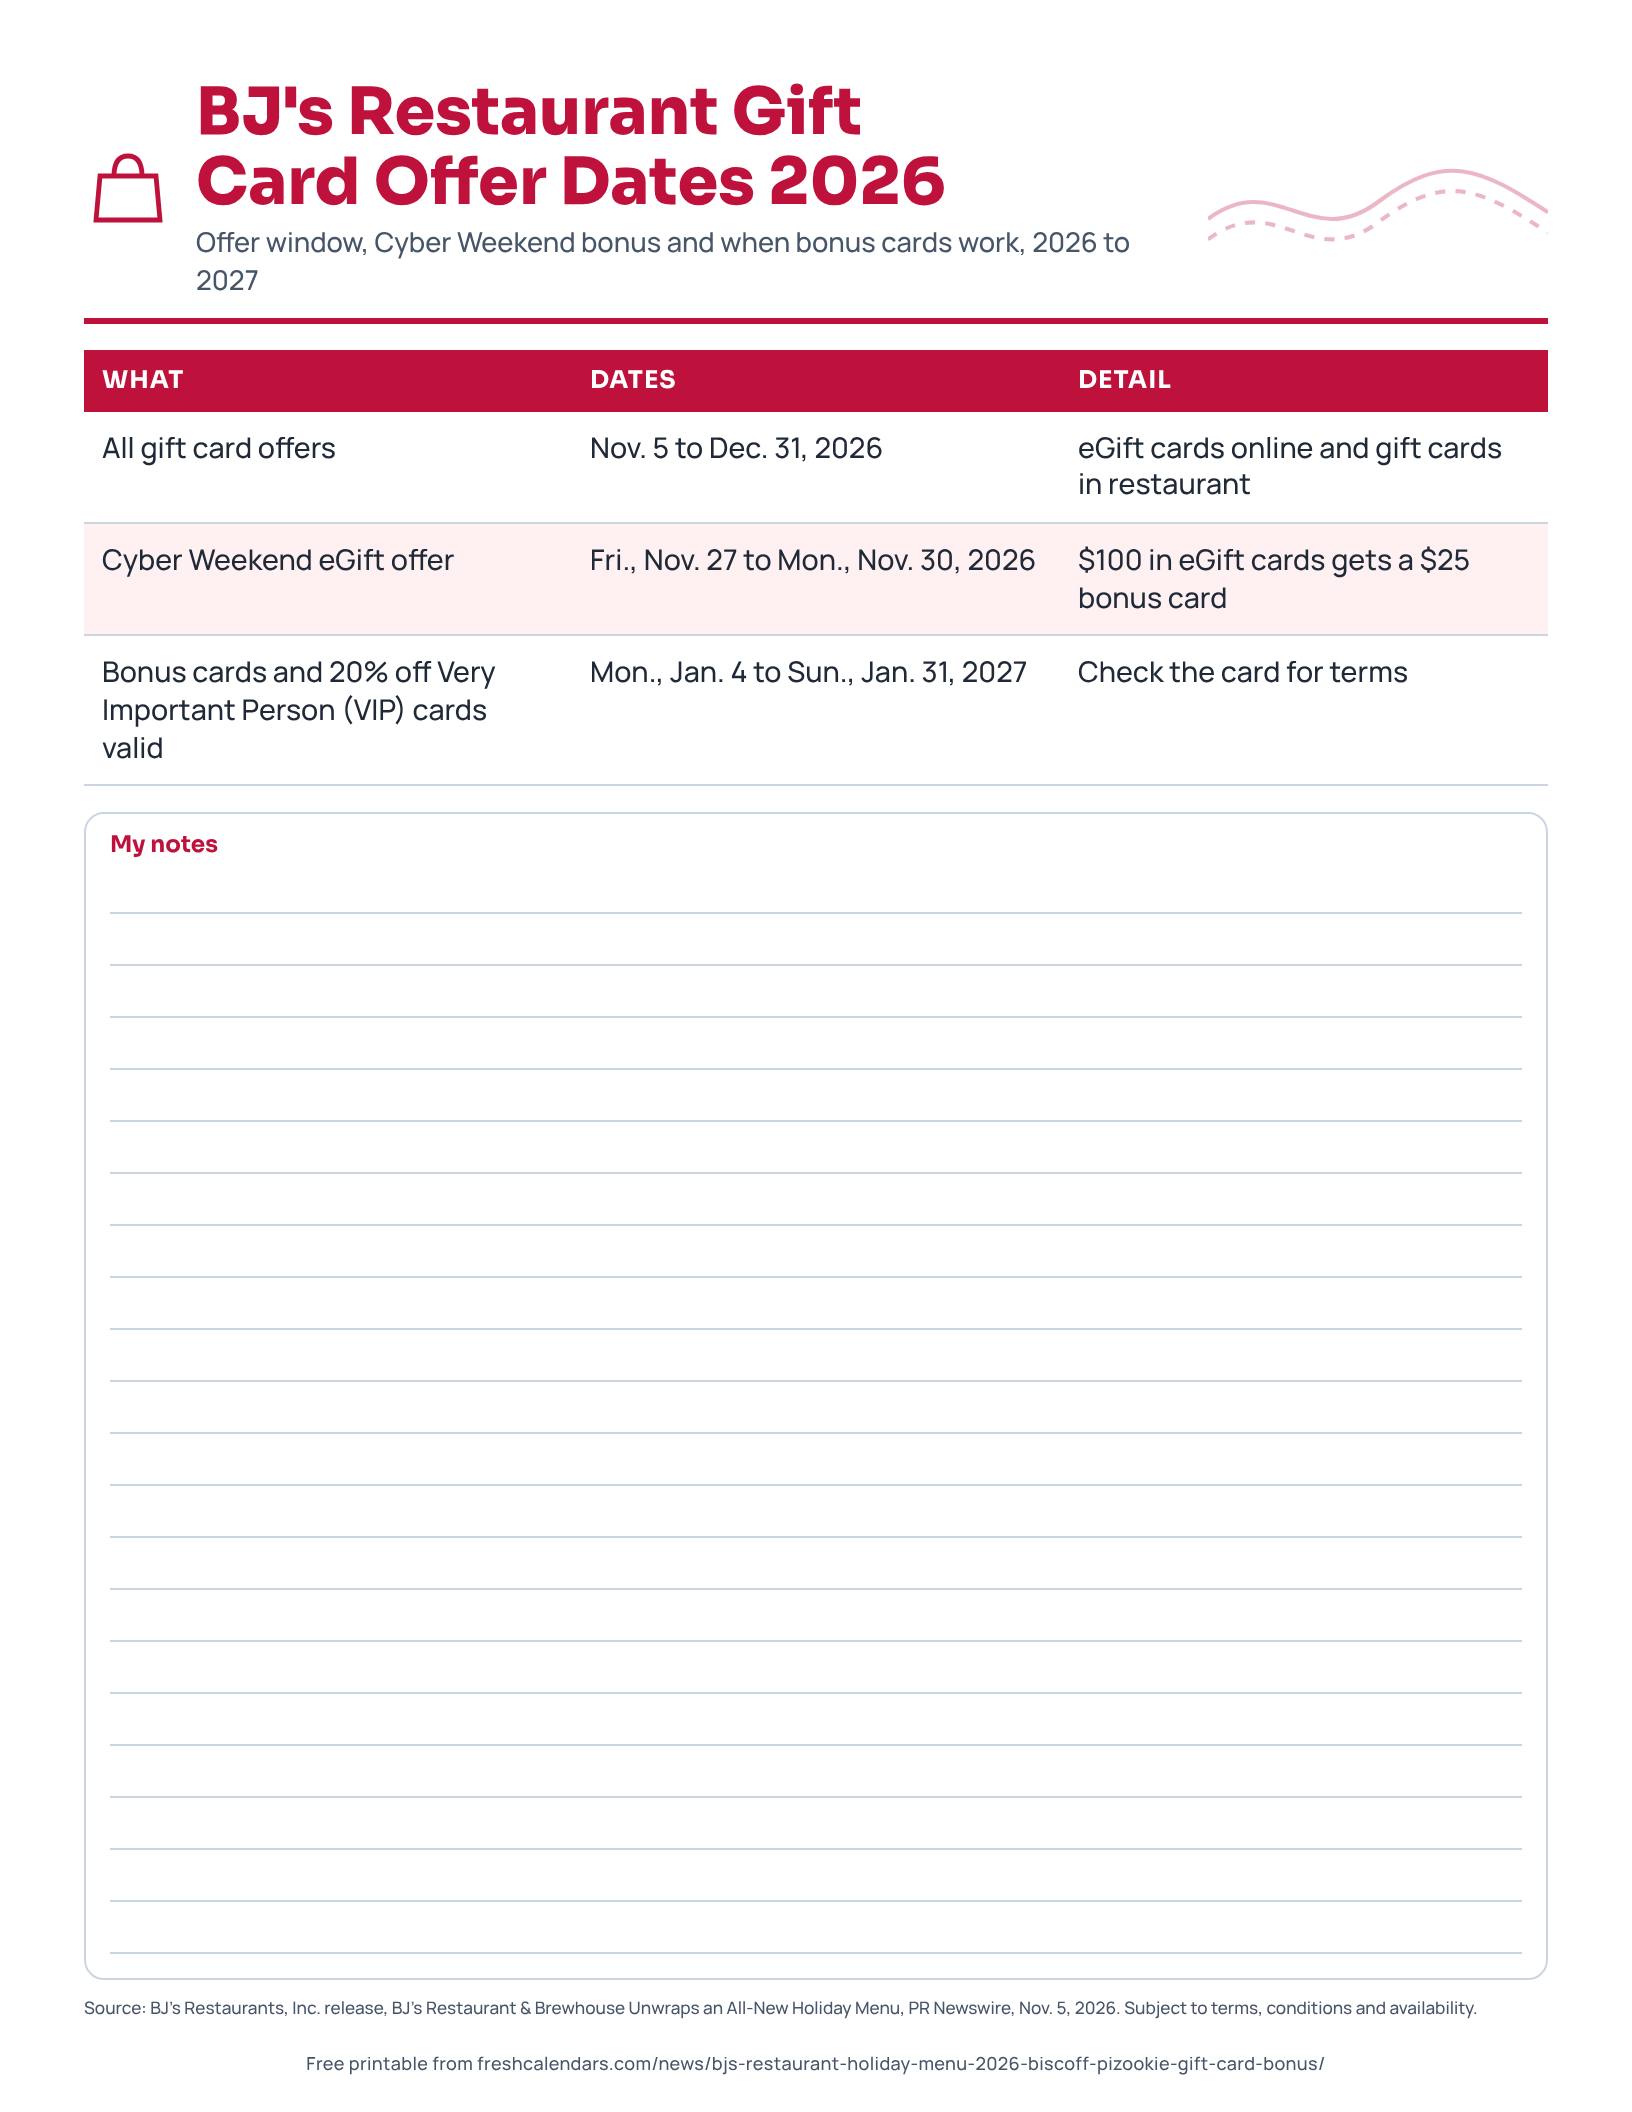 BJ's Restaurant Gift
Card Offer Dates 2026
Offer window, Cyber Weekend bonus and when bonus cards work, 2026 to
2027
WHAT DATES DETAIL
All gift card offers Nov. 5 to Dec. 31, 2026 eGift cards online and gift cards
in restaurant
Cyber Weekend eGift offer Fri., Nov. 27 to Mon., Nov. 30, 2026 $100 in eGift cards gets a $25
bonus card
Bonus cards and 20% off Very Mon., Jan. 4 to Sun., Jan. 31, 2027 Check the card for terms
Important Person (VIP) cards
valid
My notes
Source: BJ's Restaurants, Inc. release, BJ's Restaurant & Brewhouse Unwraps an All-New Holiday Menu, PR Newswire, Nov. 5, 2026. Subject to terms, conditions and availability.
Free printable from freshcalendars.com/news/bjs-restaurant-holiday-menu-2026-biscoff-pizookie-gift-card-bonus/